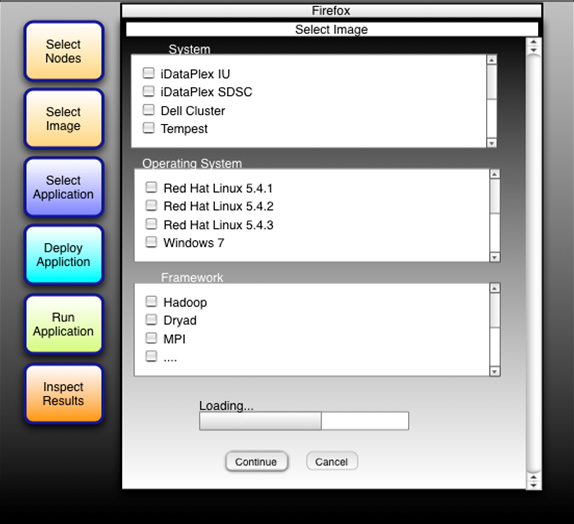 Firefox
Select Image
Select
Nodes
Select
Image
Select
Application
Deploy
Appliction
Run
Application
Inspect
Results
System
iDataPlex IU
iDataPlex SDSC
Dell Cluster
Tempest
Operating System
Red Hat Linux 5.4.1
Red Hat Linux 5.4.2
Red Hat Linux 5.4.3
Windows 7
Framework
Hadoop
Dryad
MPI
....
Loading...
Continue
Cancel